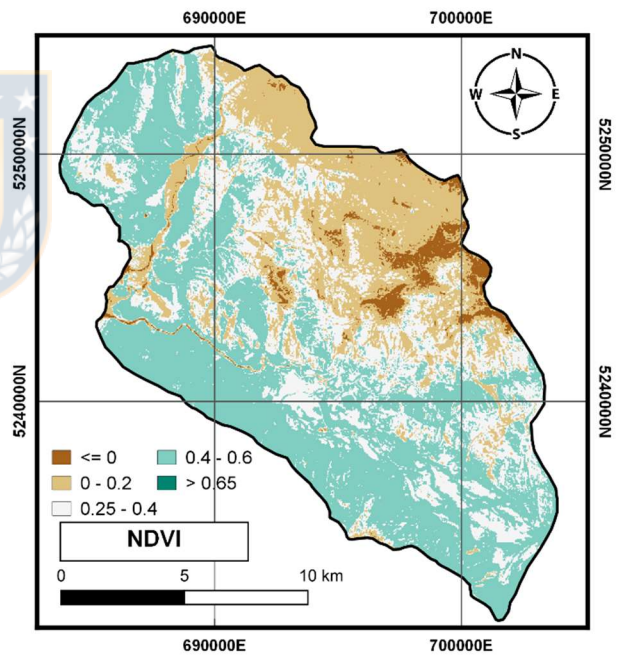 690000E 700000E
N
W E
S
5250000N 5250000N
5240000N 5240000N
<= 0 0.4 - 0.6
0 - 0.2 > 0.65
0.25 - 0.4
NDVI
0 5 10 km
690000E 700000E